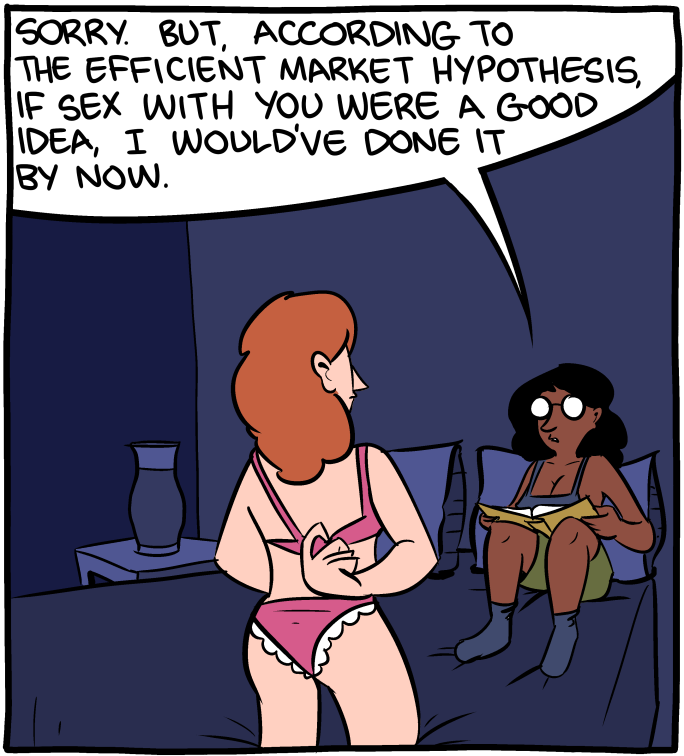 SORRY. BUT, ACCORDING TO
THE EFFICIENT MARKET HYPOTHESIS,
IF SEX WITH YOU WERE A GOOD
IDEA, I WOULD'VE DONE IT
BY NOW.